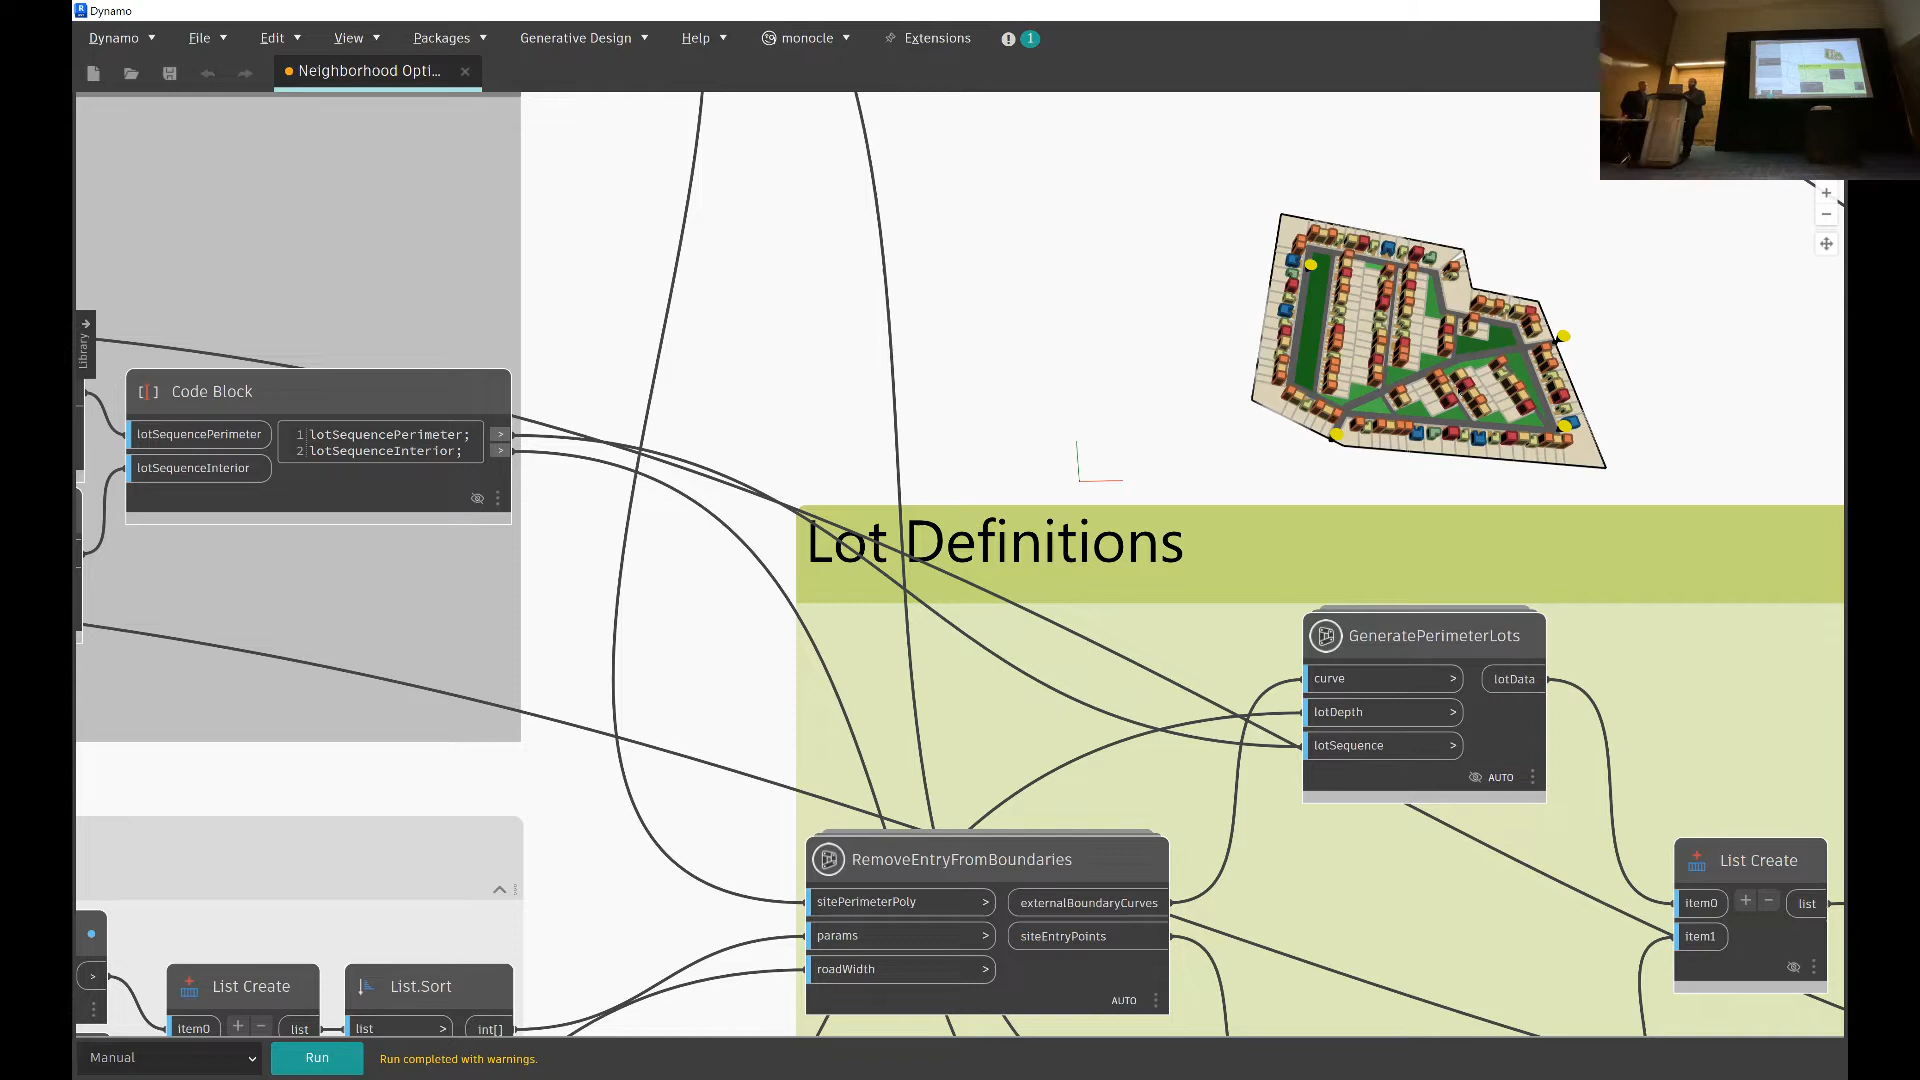 Dynamo
Dynamo File Edit View Packages Generative Design Help monocle Extensions 1
Neighborhood Opti...
Library
Code Block
lotSequencePerimeter
lotSequenceInterior
1 lotSequencePerimeter;
2 lotSequenceInterior;
> 
>
Lot Definitions
GeneratePerimeterLots
curve > lotData
lotDepth >
lotSequence >
AUTO
RemoveEntryFromBoundaries
sitePerimeterPoly > externalBoundaryCurves
params > siteEntryPoints
roadWidth >
AUTO
List Create
item0 + - list
item1
>
List Create
item0 + - list
List.Sort
list > int[]
Manual Run Run completed with warnings.